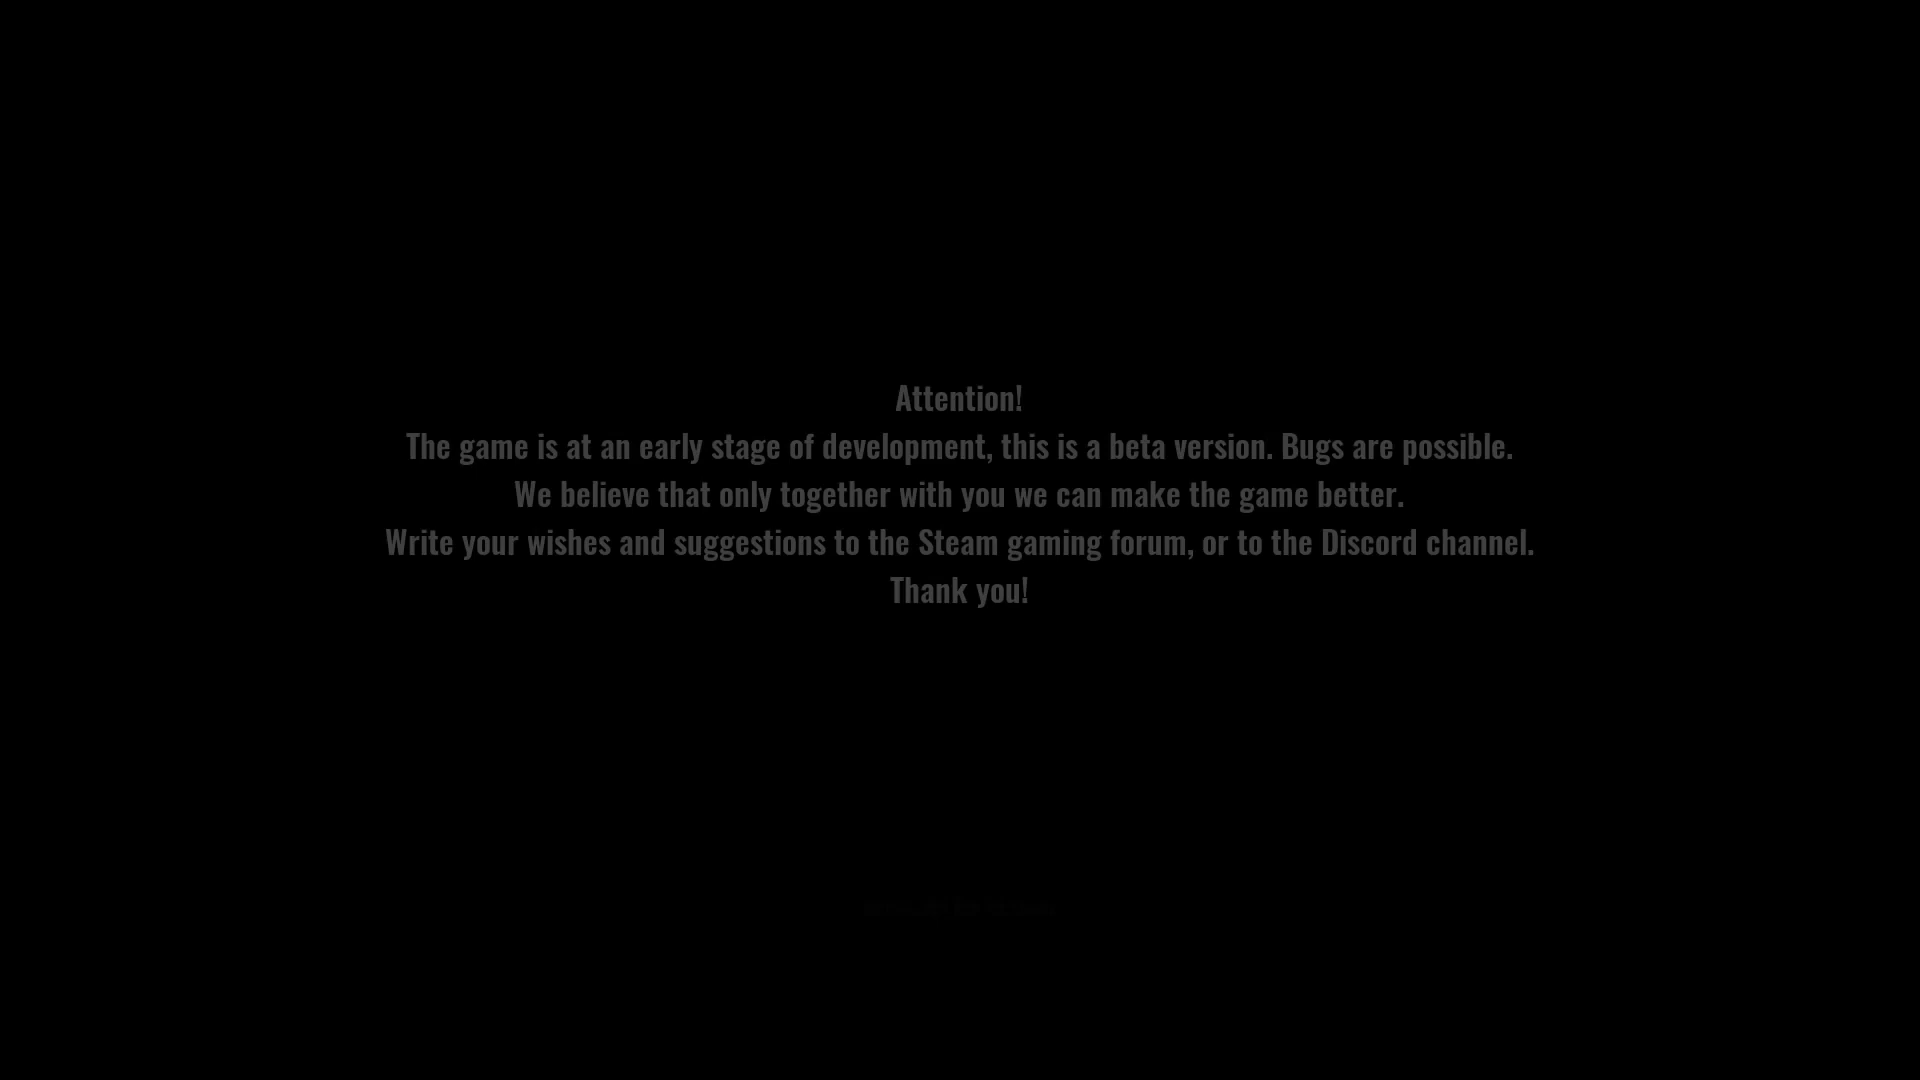 Attention!
The game is at an early stage of development, this is a beta version. Bugs are possible.
We believe that only together with you we can make the game better.
Write your wishes and suggestions to the Steam gaming forum, or to the Discord channel.
Thank you!